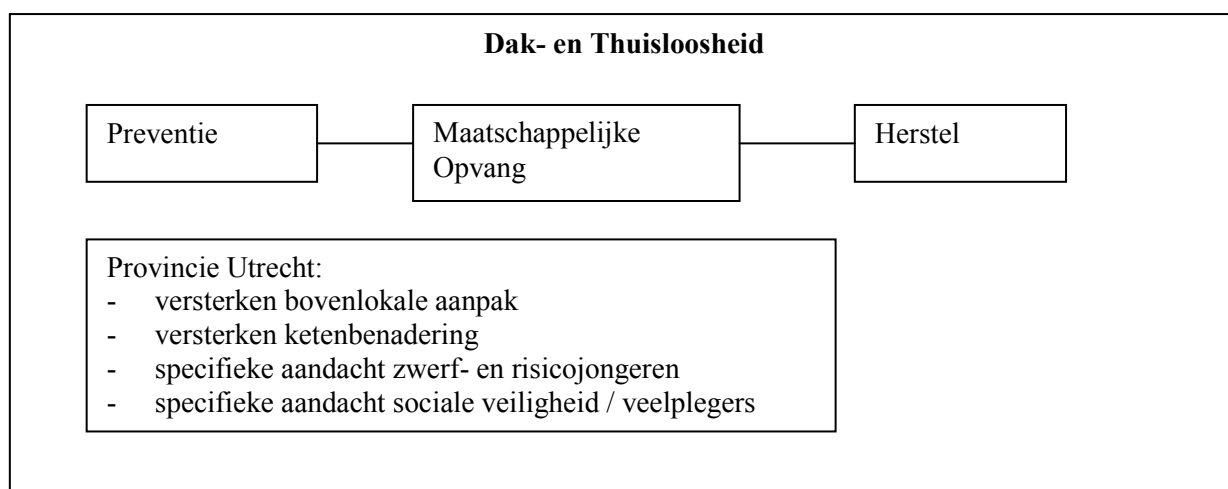 Dak- en Thuisloosheid
Preventie
Maatschappelijke
Opvang
Herstel
Provincie Utrecht:
- versterken bovenlokale aanpak
- versterken ketenbenadering
- specifieke aandacht zwerf- en risicojongeren
- specifieke aandacht sociale veiligheid / veelplegers